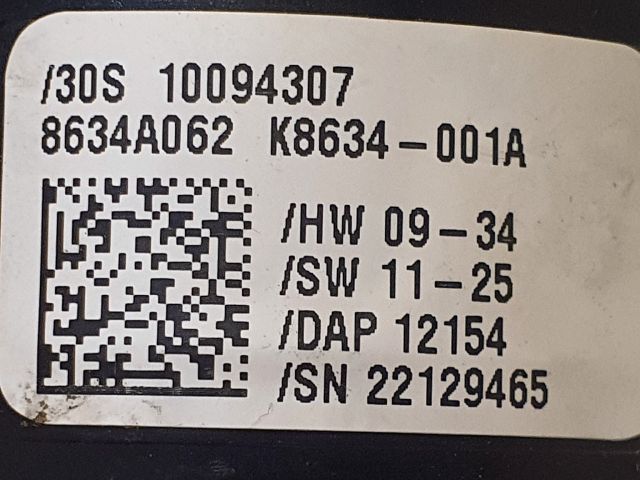 /30S 10094307
8634A062 K8634-001A
/HW 09-34
/SW 11-25
/DAP 12154
/SN 22129465